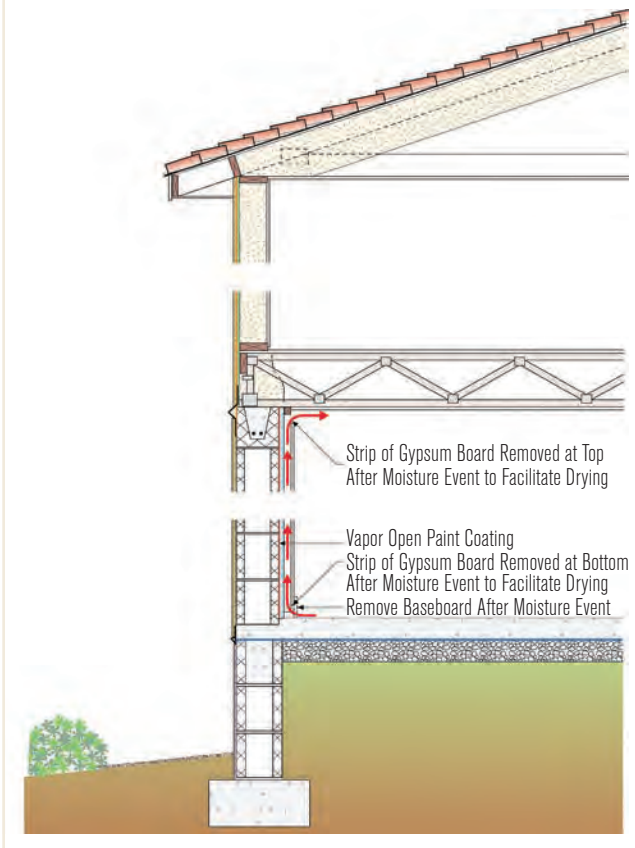 Strip of Gypsum Board Removed at Top
After Moisture Event to Facilitate Drying
Vapor Open Paint Coating
Strip of Gypsum Board Removed at Bottom
After Moisture Event to Facilitate Drying
Remove Baseboard After Moisture Event